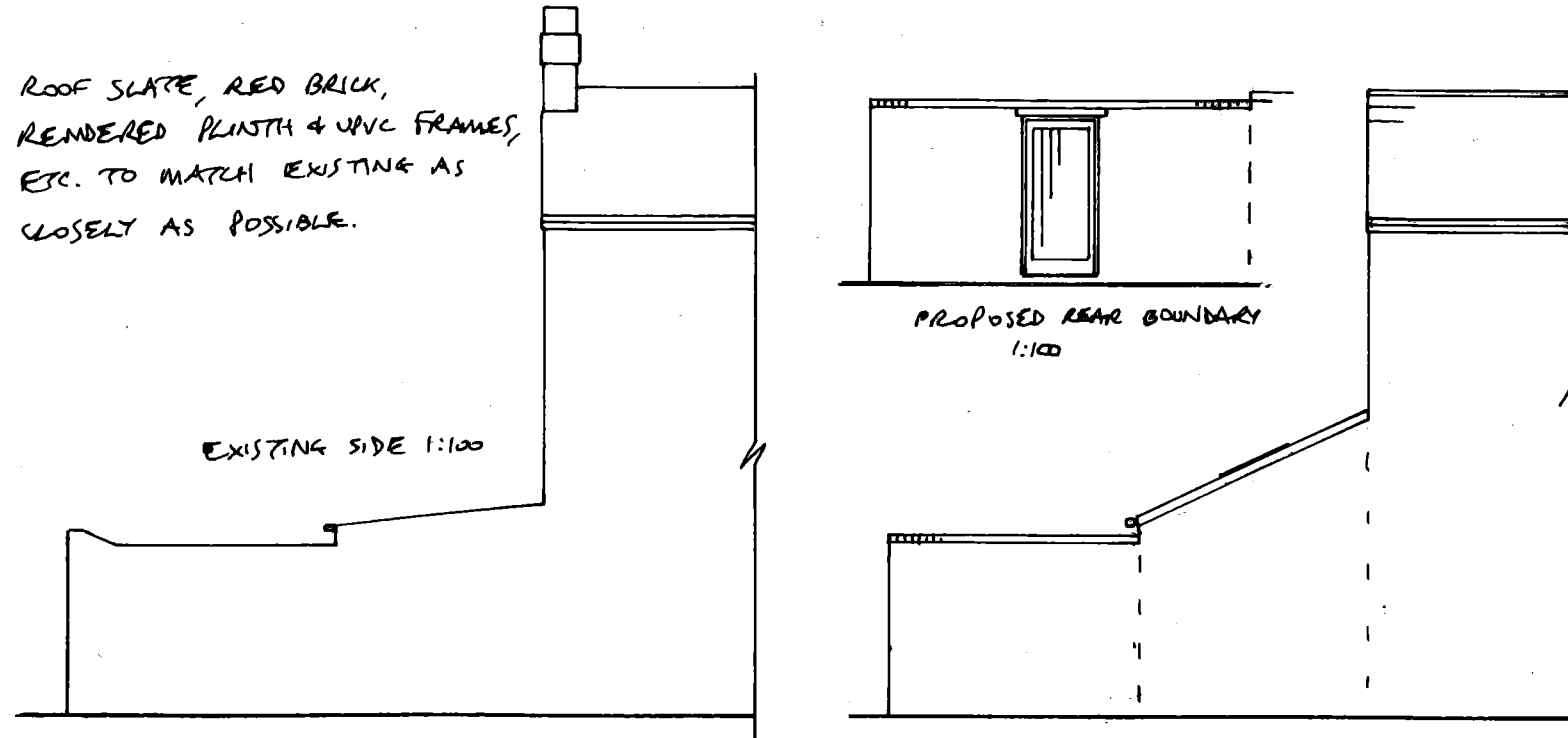 ROOF SLATE, RED BRICK,
RENDERED PLINTH & UPVC FRAMES,
ETC. TO MATCH EXISTING AS
CLOSELY AS POSSIBLE.
EXISTING SIDE 1:100
PROPOSED REAR BOUNDARY
1:100